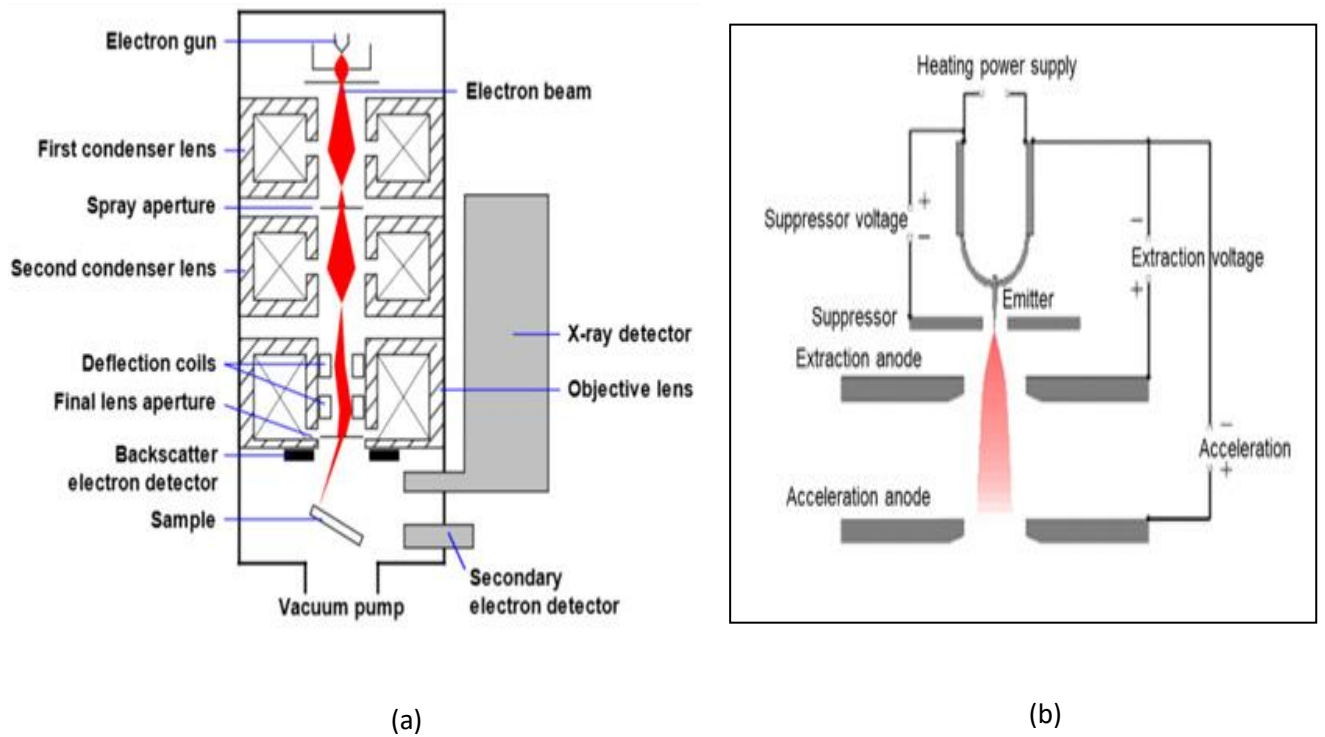 Electron gun
Electron beam
First condenser lens
Spray aperture
Second condenser lens
X-ray detector
Deflection coils
Objective lens
Final lens aperture
Backscatter
electron detector
Sample
Secondary
electron detector
Vacuum pump
(a)
Heating power supply
+
Suppressor voltage
-
-
Extraction voltage
+
Emitter
Suppressor
Extraction anode
-
Acceleration
+
Acceleration anode
(b)